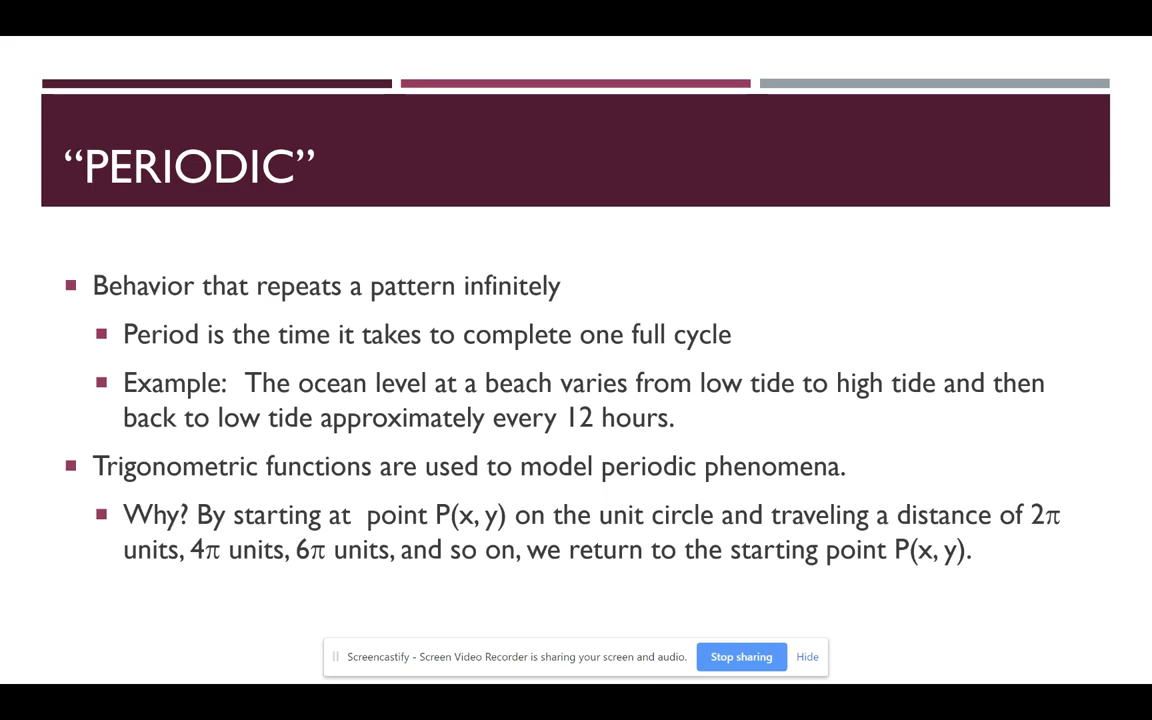 “PERIODIC”
Behavior that repeats a pattern infinitely
Period is the time it takes to complete one full cycle
Example: The ocean level at a beach varies from low tide to high tide and then
back to low tide approximately every 12 hours.
Trigonometric functions are used to model periodic phenomena.
Why? By starting at point P(x, y) on the unit circle and traveling a distance of 2π
units, 4π units, 6π units, and so on, we return to the starting point P(x, y).
Screencastify - Screen Video Recorder is sharing your screen and audio. Stop sharing Hide